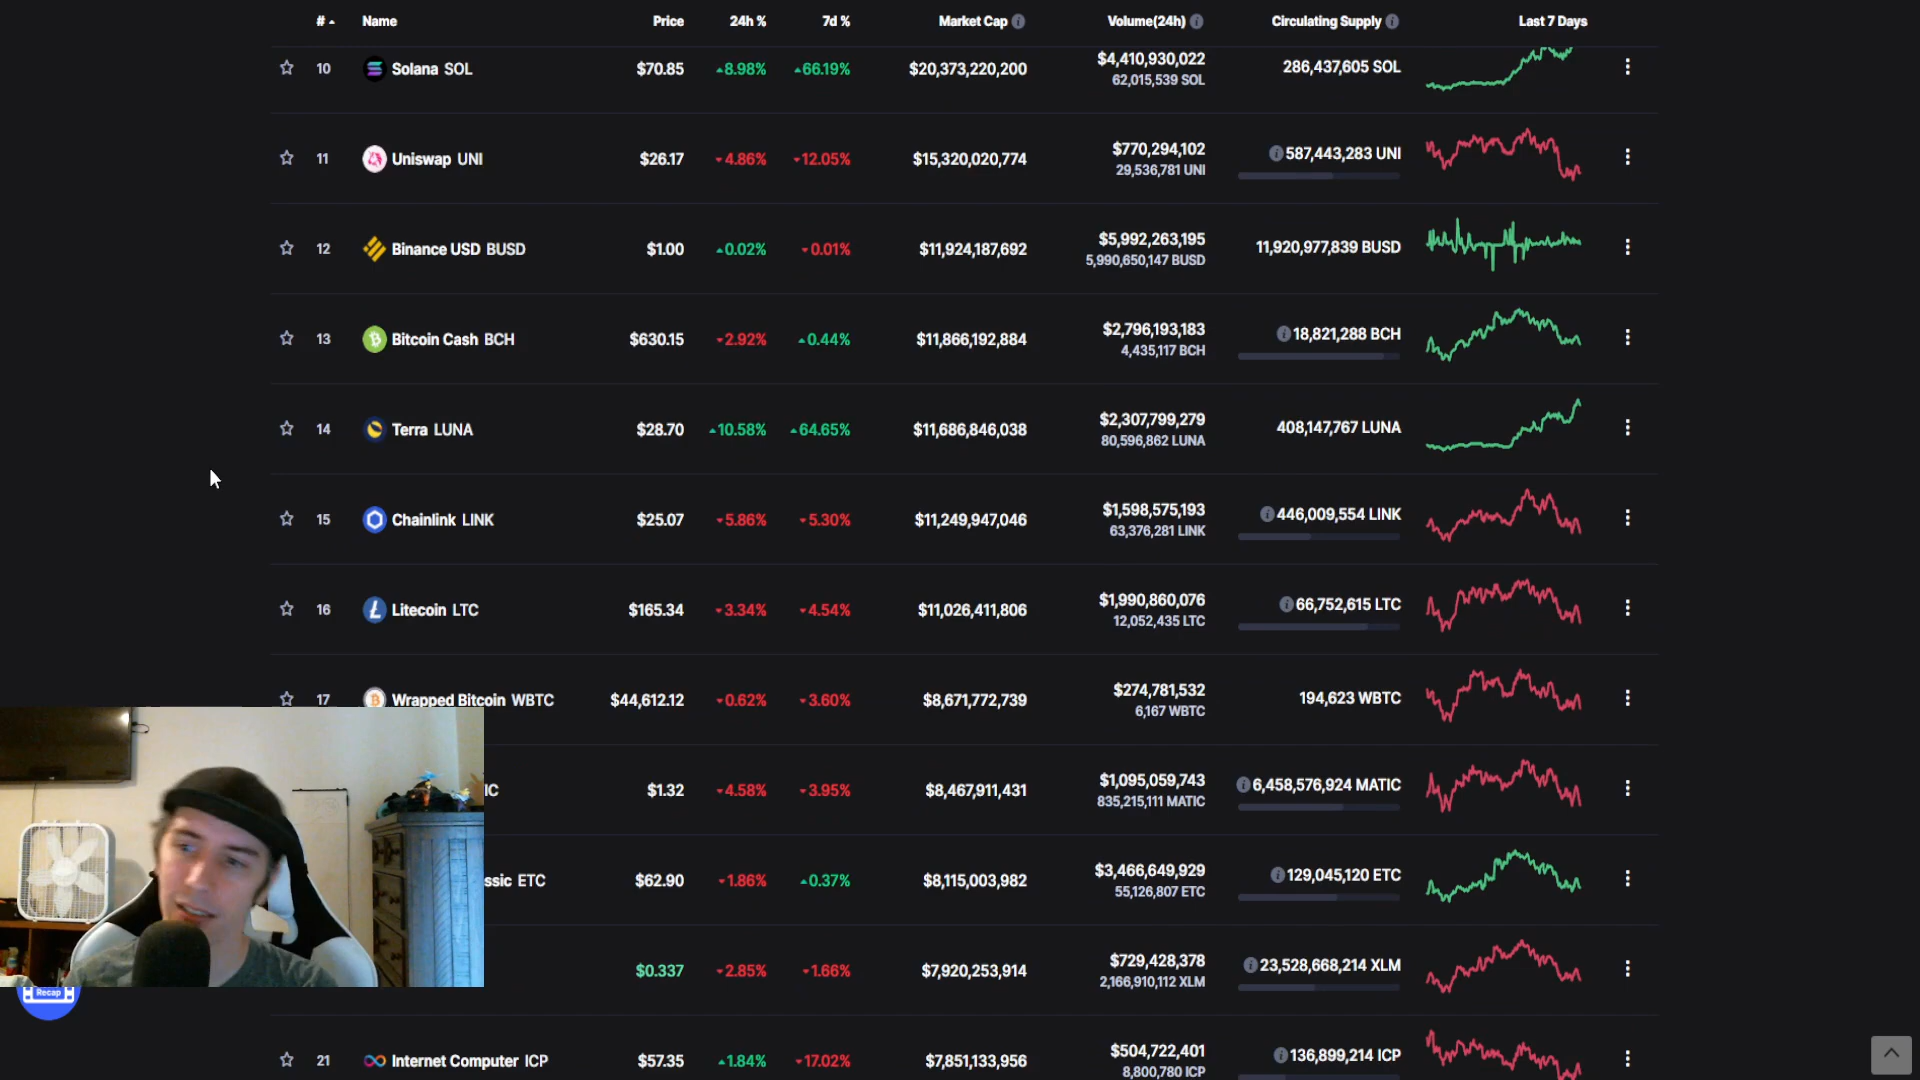 # Name Price 24h % 7d % Market Cap Volume(24h) Circulating Supply Last 7 Days
10 Solana SOL $70.85 8.98% 66.19% $20,373,220,200 $4,410,930,022 286,437,605 SOL
62,015,539 SOL
11 Uniswap UNI $26.17 4.86% 12.05% $15,320,020,774 $770,294,102 587,443,283 UNI
29,536,781 UNI
12 Binance USD BUSD $1.00 0.02% 0.01% $11,924,187,692 $5,992,263,195 11,920,977,839 BUSD
5,990,650,147 BUSD
13 Bitcoin Cash BCH $630.15 2.92% 0.44% $11,866,192,884 $2,796,193,183 18,821,288 BCH
4,435,117 BCH
14 Terra LUNA $28.70 10.58% 64.65% $11,686,846,038 $2,307,799,279 408,147,767 LUNA
80,596,862 LUNA
15 Chainlink LINK $25.07 5.86% 5.30% $11,249,947,046 $1,598,575,193 446,009,554 LINK
63,376,281 LINK
16 Litecoin LTC $165.34 3.34% 4.54% $11,026,411,806 $1,990,860,076 66,752,615 LTC
12,052,435 LTC
17 Wrapped Bitcoin WBTC $44,612.12 0.62% 3.60% $8,671,772,739 $274,781,532 194,623 WBTC
6,167 WBTC
IC $1.32 4.58% 3.95% $8,467,911,431 $1,095,059,743 6,458,576,924 MATIC
835,215,111 MATIC
ssic ETC $62.90 1.86% 0.37% $8,115,003,982 $3,466,649,929 129,045,120 ETC
55,126,807 ETC
$0.337 2.85% 1.66% $7,920,253,914 $729,428,378 23,528,668,214 XLM
2,166,910,112 XLM
Recap
21 Internet Computer ICP $57.35 1.84% 17.02% $7,851,133,956 $504,722,401 136,899,214 ICP
8,800,780 ICP